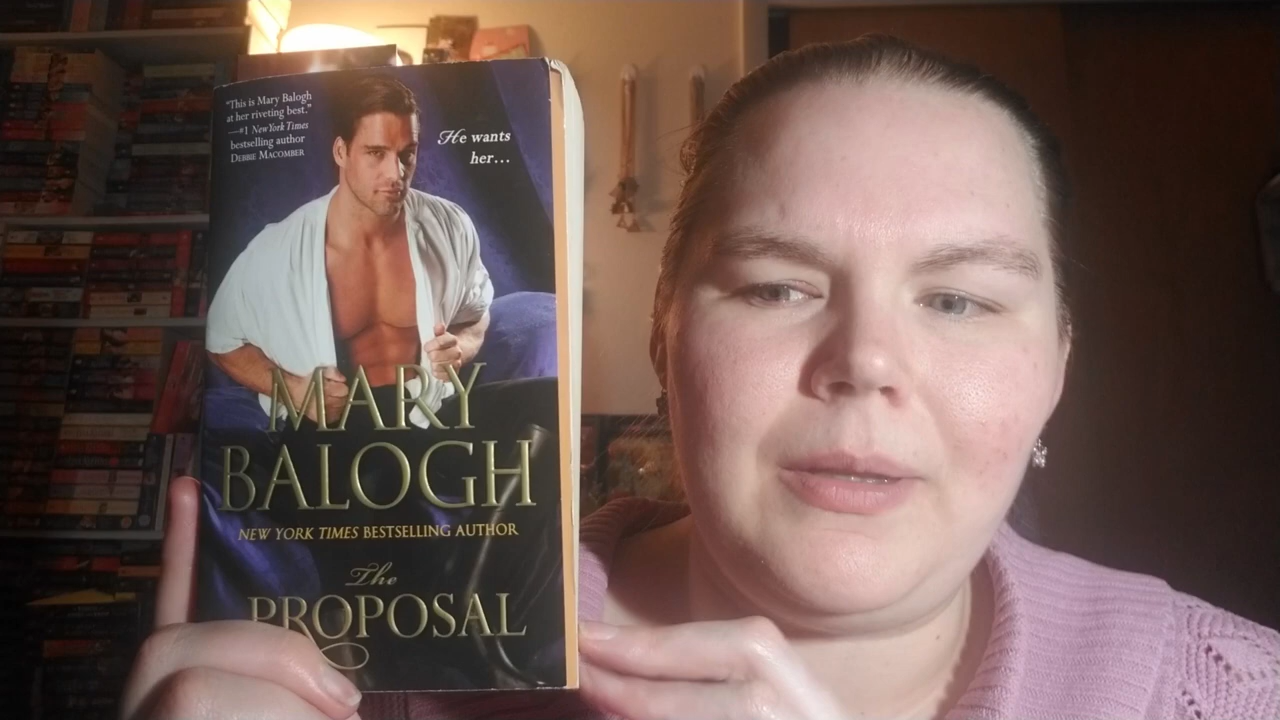 "This is Mary Balogh
at her riveting best."
—#1 New York Times
bestselling author
DEBBIE MACOMBER
He wants
her...
MARY
BALOGH
NEW YORK TIMES BESTSELLING AUTHOR
The
PROPOSAL